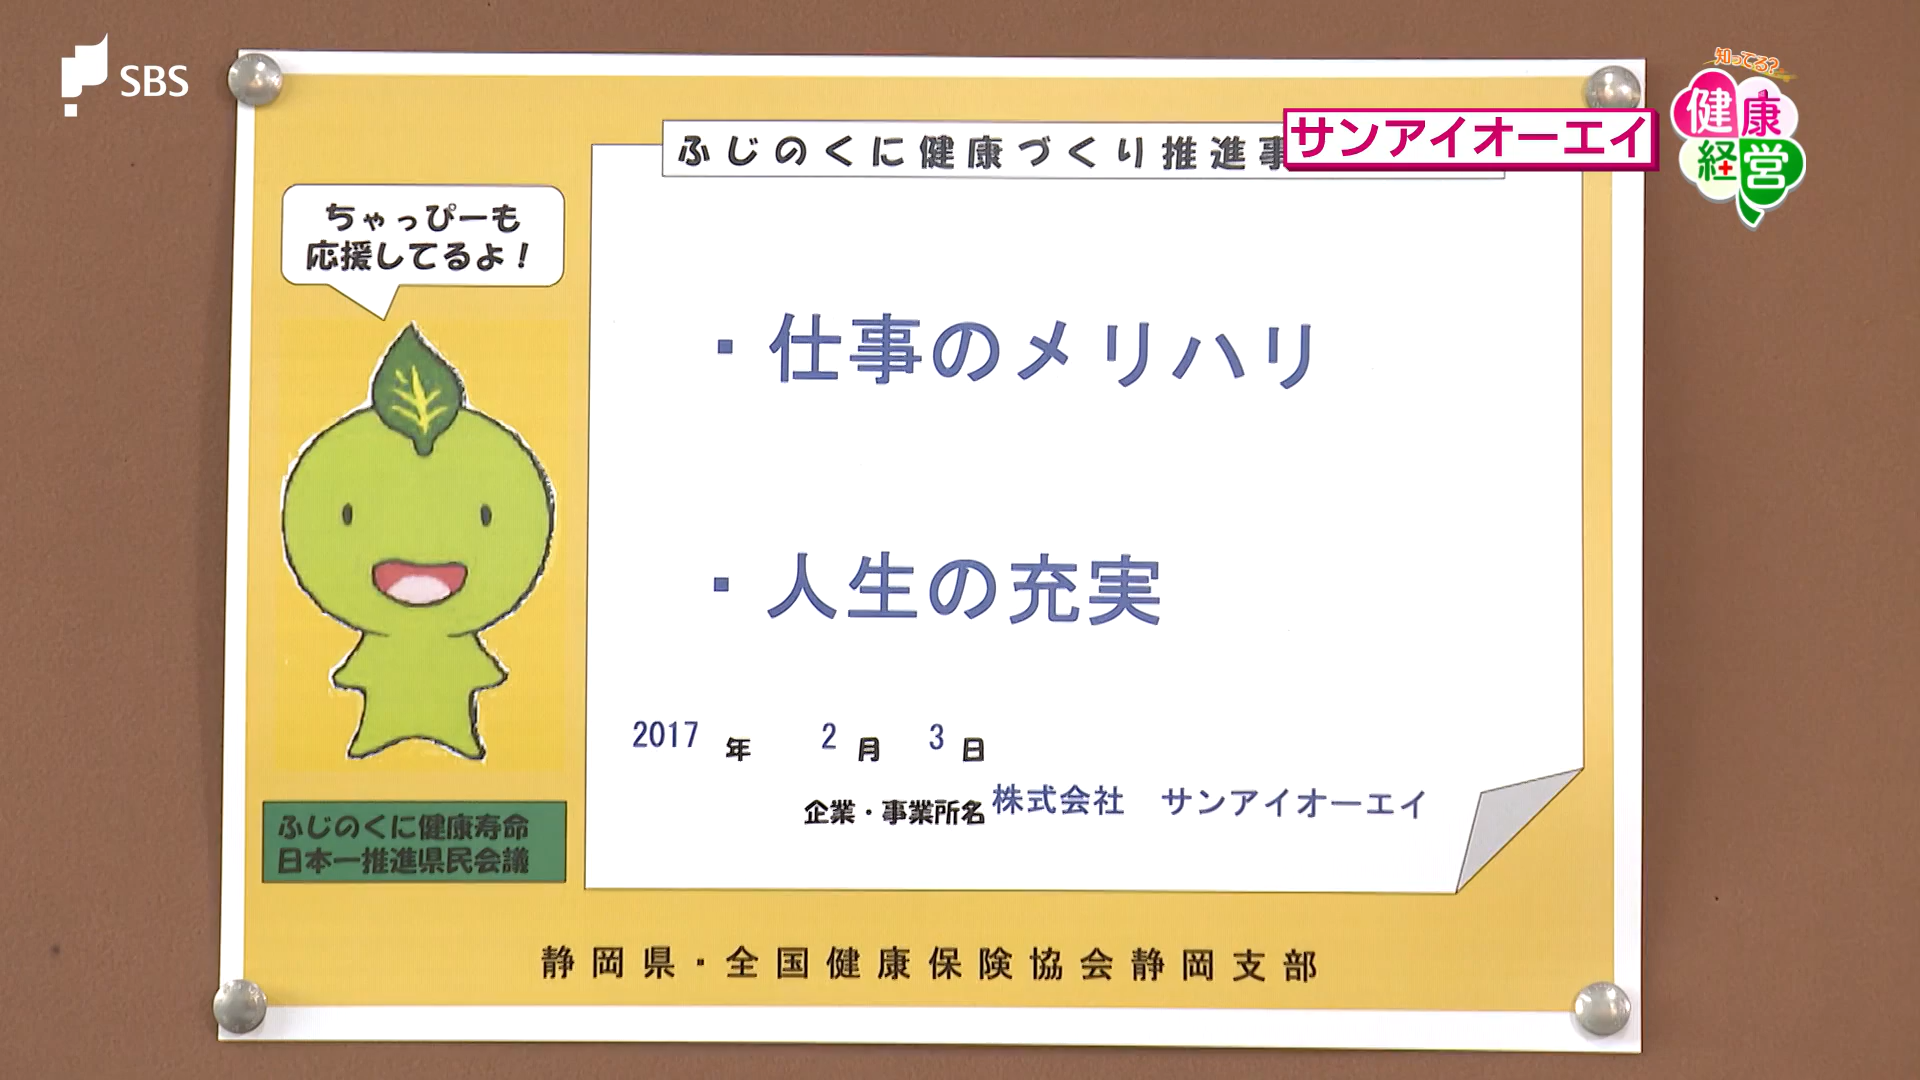 SBS
知ってる?
健康
経営
サンアイオーエイ
ふじのくに健康づくり推進事
ちゃっぴーも
応援してるよ!
・仕事のメリハリ
・人生の充実
2017 年 2 月 3 日
企業・事業所名 株式会社 サンアイオーエイ
ふじのくに健康寿命
日本一推進県民会議
静岡県・全国健康保険協会静岡支部